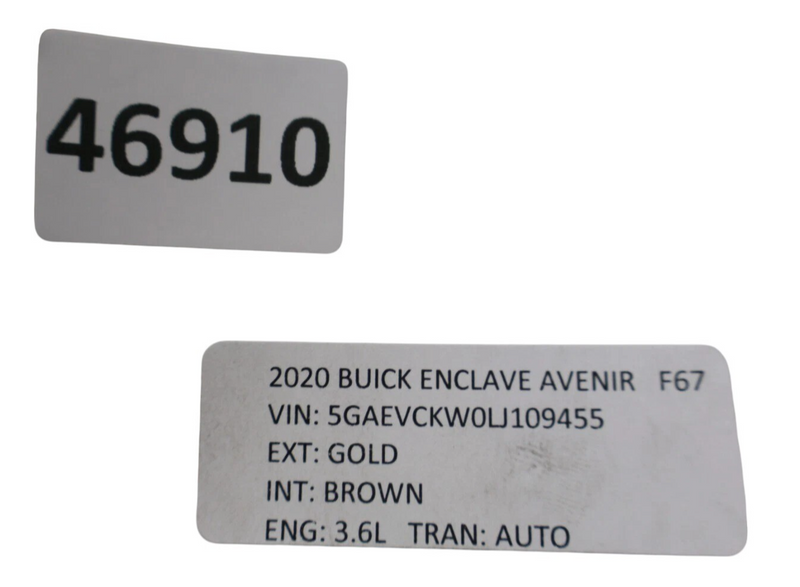 46910
2020 BUICK ENCLAVE AVENIR F67
VIN: 5GAEVCKW0LJ109455
EXT: GOLD
INT: BROWN
ENG: 3.6L TRAN: AUTO